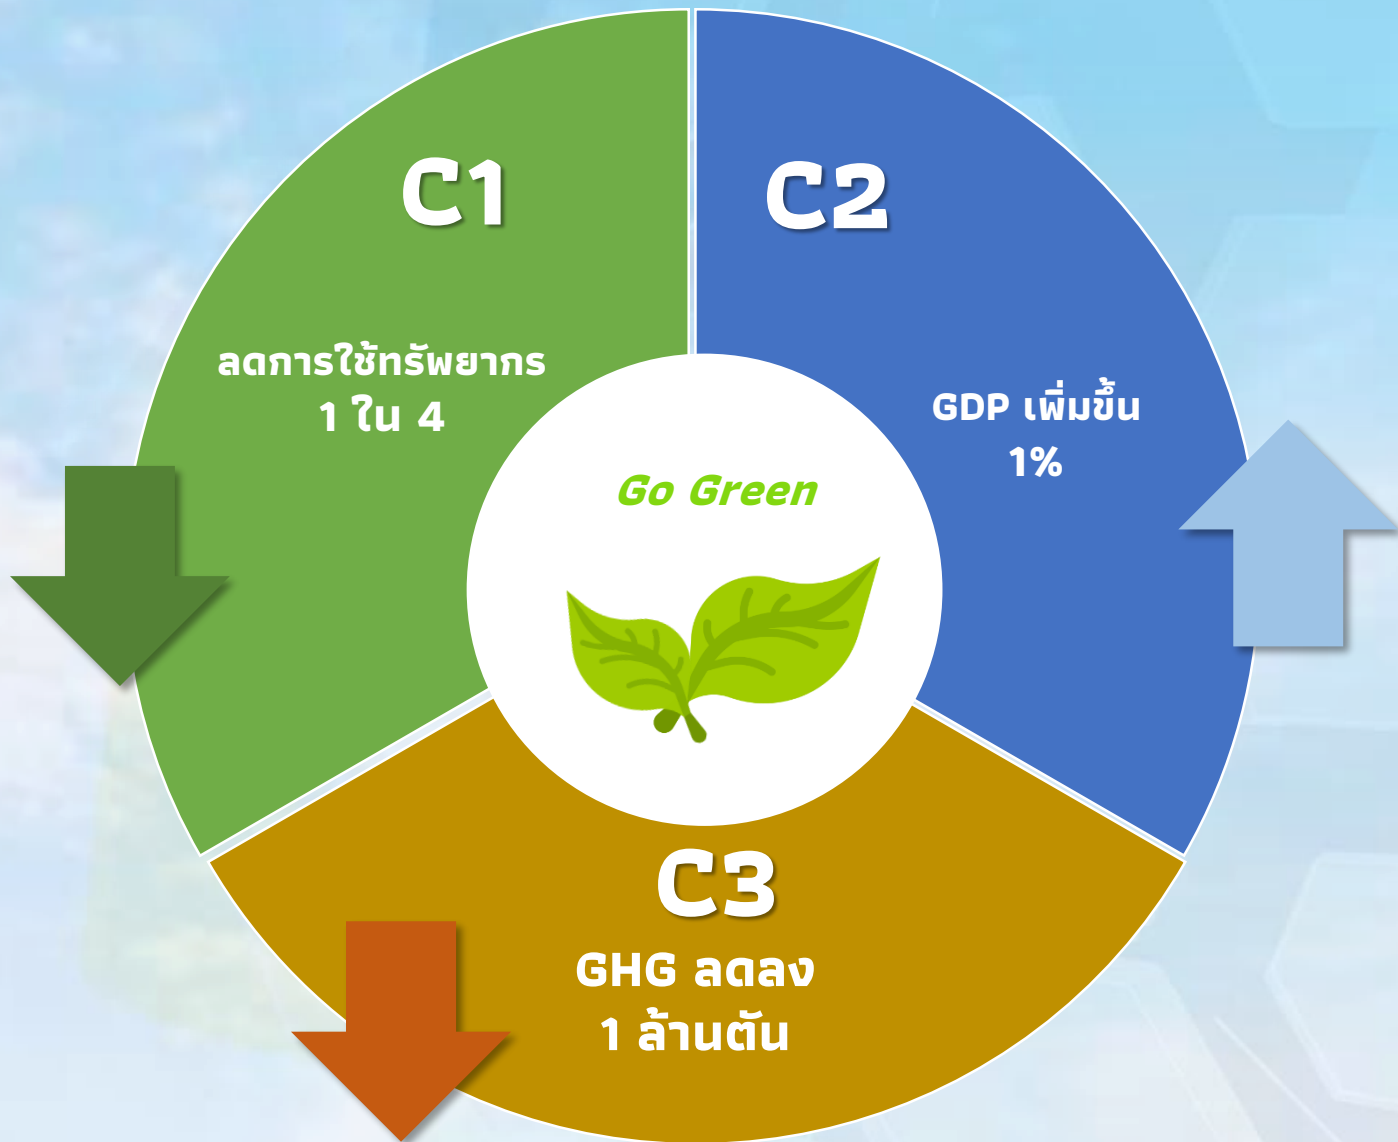 C1
ลดการใช้ทรัพยากร
1 ใน 4
C2
GDP เพิ่มขึ้น
1%
Go Green
C3
GHG ลดลง
1 ล้านตัน